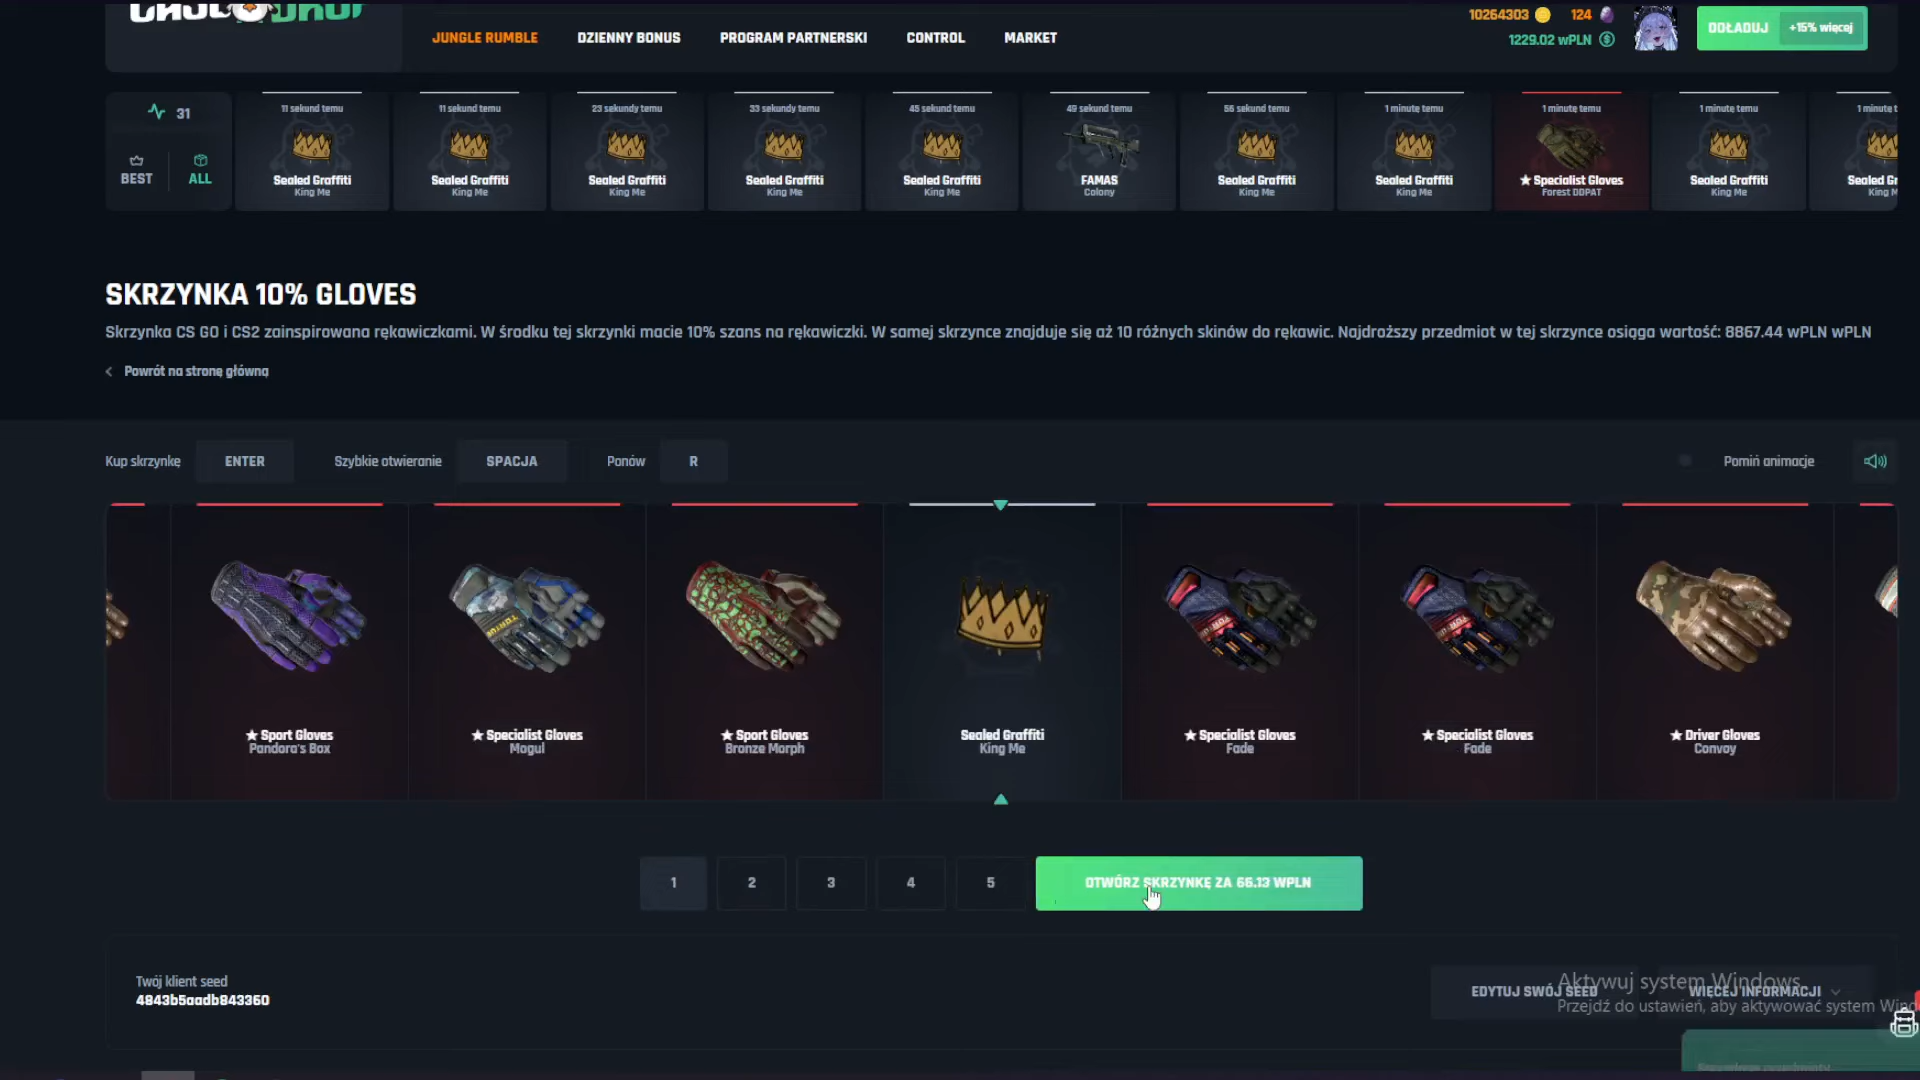 10264303 124
JUNGLE RUMBLE DZIENNY BONUS PROGRAM PARTNERSKI CONTROL MARKET
1229.02 wPLN
DOŁADUJ +15% więcej
31
BEST ALL
11 sekund temu
Sealed Graffiti
King Me
11 sekund temu
Sealed Graffiti
King Me
23 sekundy temu
Sealed Graffiti
King Me
33 sekundy temu
Sealed Graffiti
King Me
45 sekund temu
Sealed Graffiti
King Me
49 sekund temu
FAMAS
Colony
56 sekund temu
Sealed Graffiti
King Me
1 minutę temu
Sealed Graffiti
King Me
1 minutę temu
★ Specialist Gloves
Forest DDPAT
1 minutę temu
Sealed Graffiti
King Me
1 minutę t
Sealed Gr
King M
SKRZYNKA 10% GLOVES
Skrzynka CS GO i CS2 zainspirowana rękawiczkami. W środku tej skrzynki macie 10% szans na rękawiczki. W samej skrzynce znajduje się aż 10 różnych skinów do rękawic. Najdroższy przedmiot w tej skrzynce osiąga wartość: 8867.44 wPLN wPLN
Powrót na stronę główną
Kup skrzynkę ENTER Szybkie otwieranie SPACJA Ponów R Pomiń animacje
★ Sport Gloves
Pandora's Box
★ Specialist Gloves
Mogul
★ Sport Gloves
Bronze Morph
Sealed Graffiti
King Me
★ Specialist Gloves
Fade
★ Specialist Gloves
Fade
★ Driver Gloves
Convoy
1 2 3 4 5 OTWÓRZ SKRZYNKĘ ZA 66.13 WPLN
Twój klient seed
4843b5aadb843360
EDYTUJ SWÓJ SEED WIĘCEJ INFORMACJI
Aktywuj system Windows
Przejdź do ustawień, aby aktywować system Wind